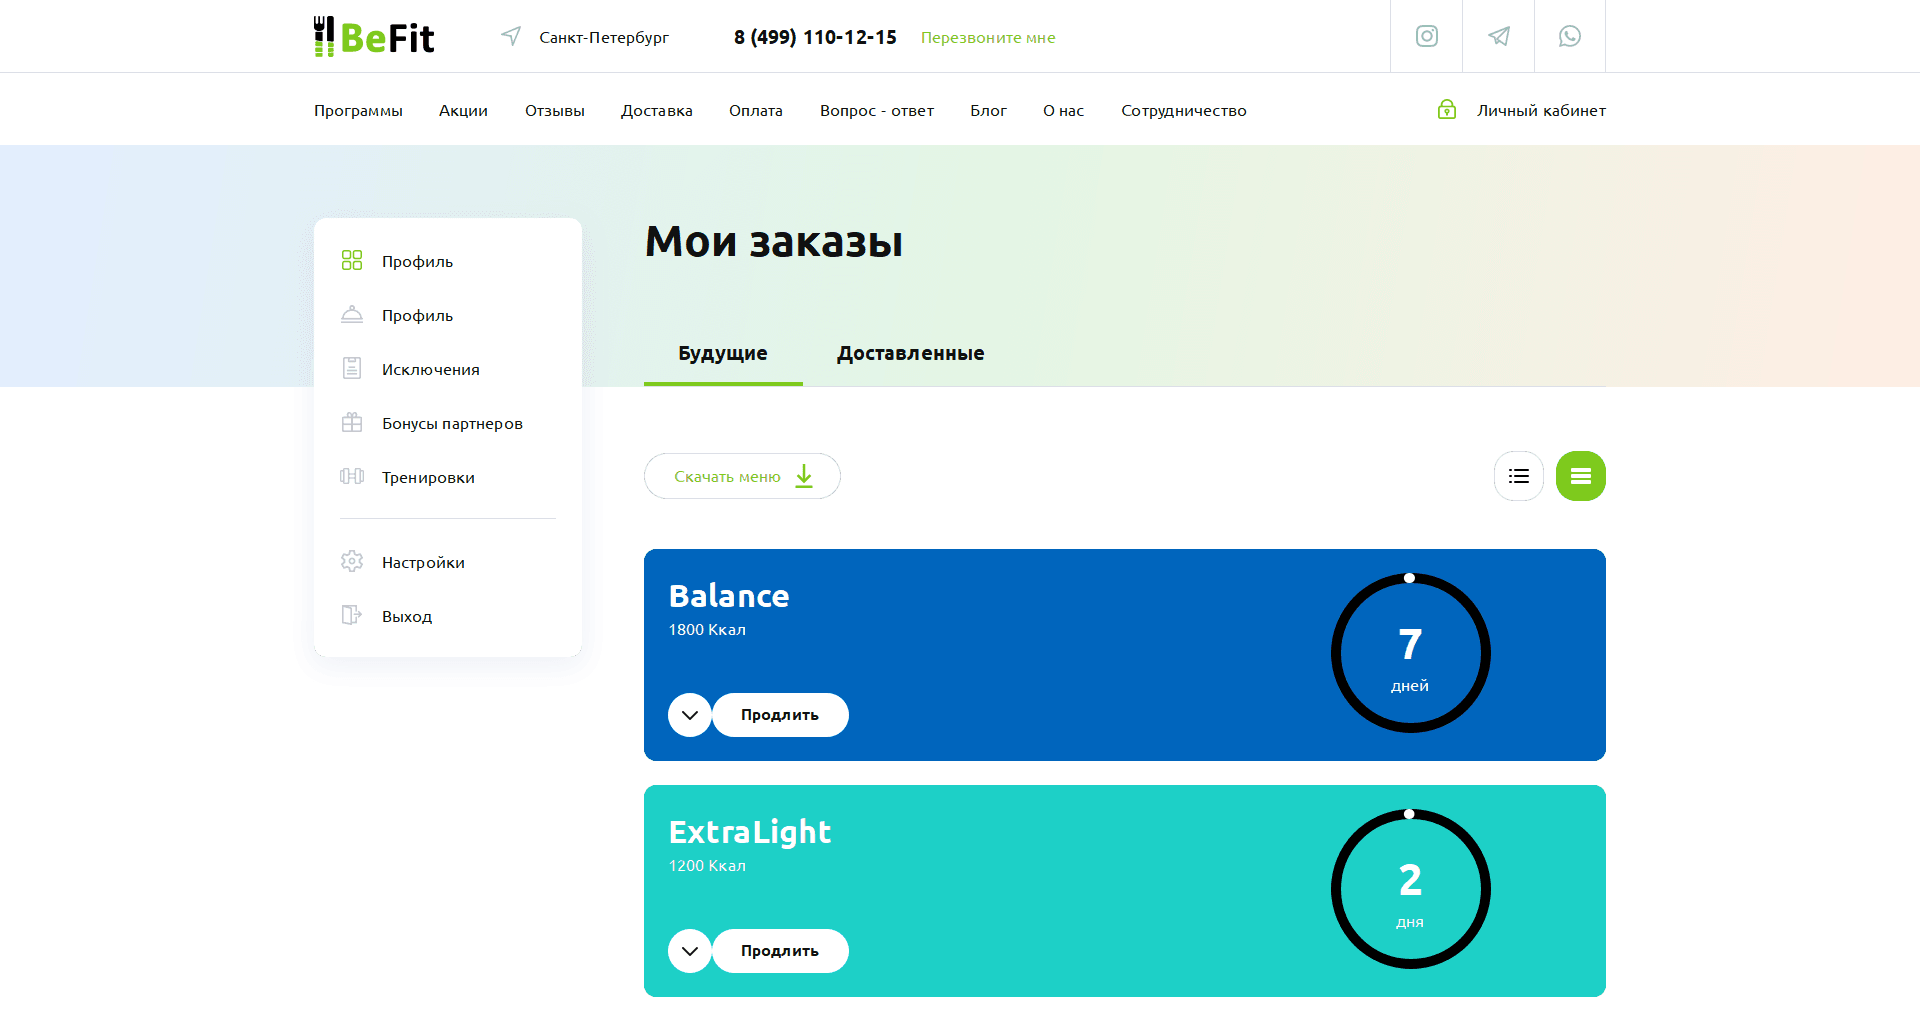 BeFit
Санкт-Петербург
8 (499) 110-12-15
Перезвоните мне
Программы
Акции
Отзывы
Доставка
Оплата
Вопрос - ответ
Блог
О нас
Сотрудничество
Личный кабинет
Профиль
Профиль
Исключения
Бонусы партнеров
Тренировки
Настройки
Выход
Мои заказы
Будущие
Доставленные
Скачать меню
Balance
1800 Ккал
7
дней
Продлить
ExtraLight
1200 Ккал
2
дня
Продлить